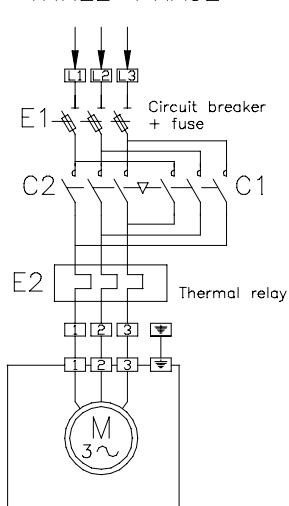 L1 L2 L3
E1
Circuit breaker
+ fuse
C2 C1
E2
Thermal relay
1 2 3
1 2 3
M
3~